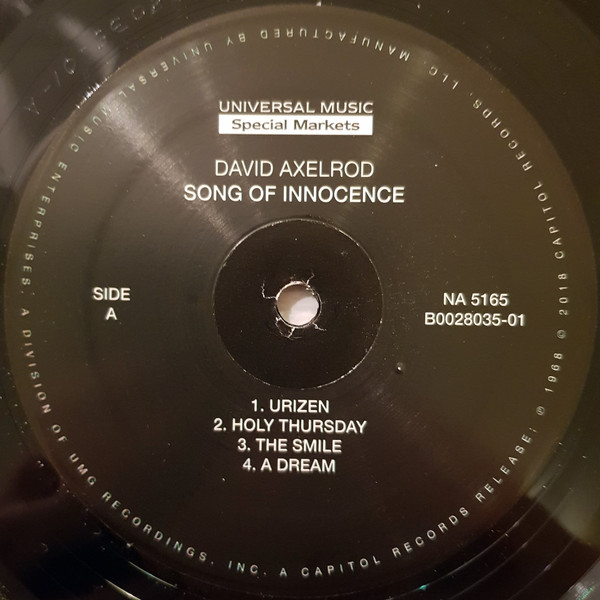 UNIVERSAL MUSIC
Special Markets
DAVID AXELROD
SONG OF INNOCENCE
SIDE
A
NA 5165
B0028035-01
1. URIZEN
2. HOLY THURSDAY
3. THE SMILE
4. A DREAM
℗ 1968 © 2018 CAPITOL RECORDS, LLC. MANUFACTURED BY UNIVERSAL MUSIC ENTERPRISES, A DIVISION OF UMG RECORDINGS, INC. A CAPITOL RECORDS RELEASE;